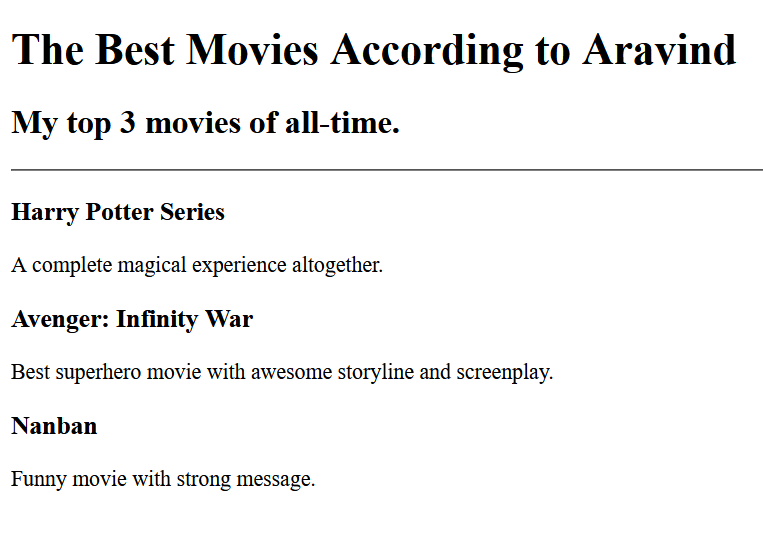 The Best Movies According to Aravind
My top 3 movies of all-time.
Harry Potter Series
A complete magical experience altogether.
Avenger: Infinity War
Best superhero movie with awesome storyline and screenplay.
Nanban
Funny movie with strong message.